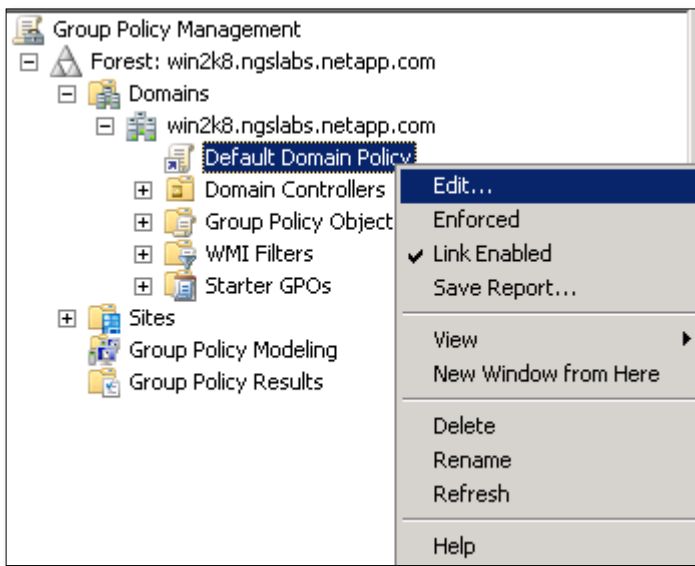 Group Policy Management
Forest: win2k8.ngslabs.netapp.com
Domains
win2k8.ngslabs.netapp.com
Default Domain Policy
Domain Controllers
Group Policy Object
WMI Filters
Starter GPOs
Sites
Group Policy Modeling
Group Policy Results
Edit...
Enforced
Link Enabled
Save Report...
View
New Window from Here
Delete
Rename
Refresh
Help